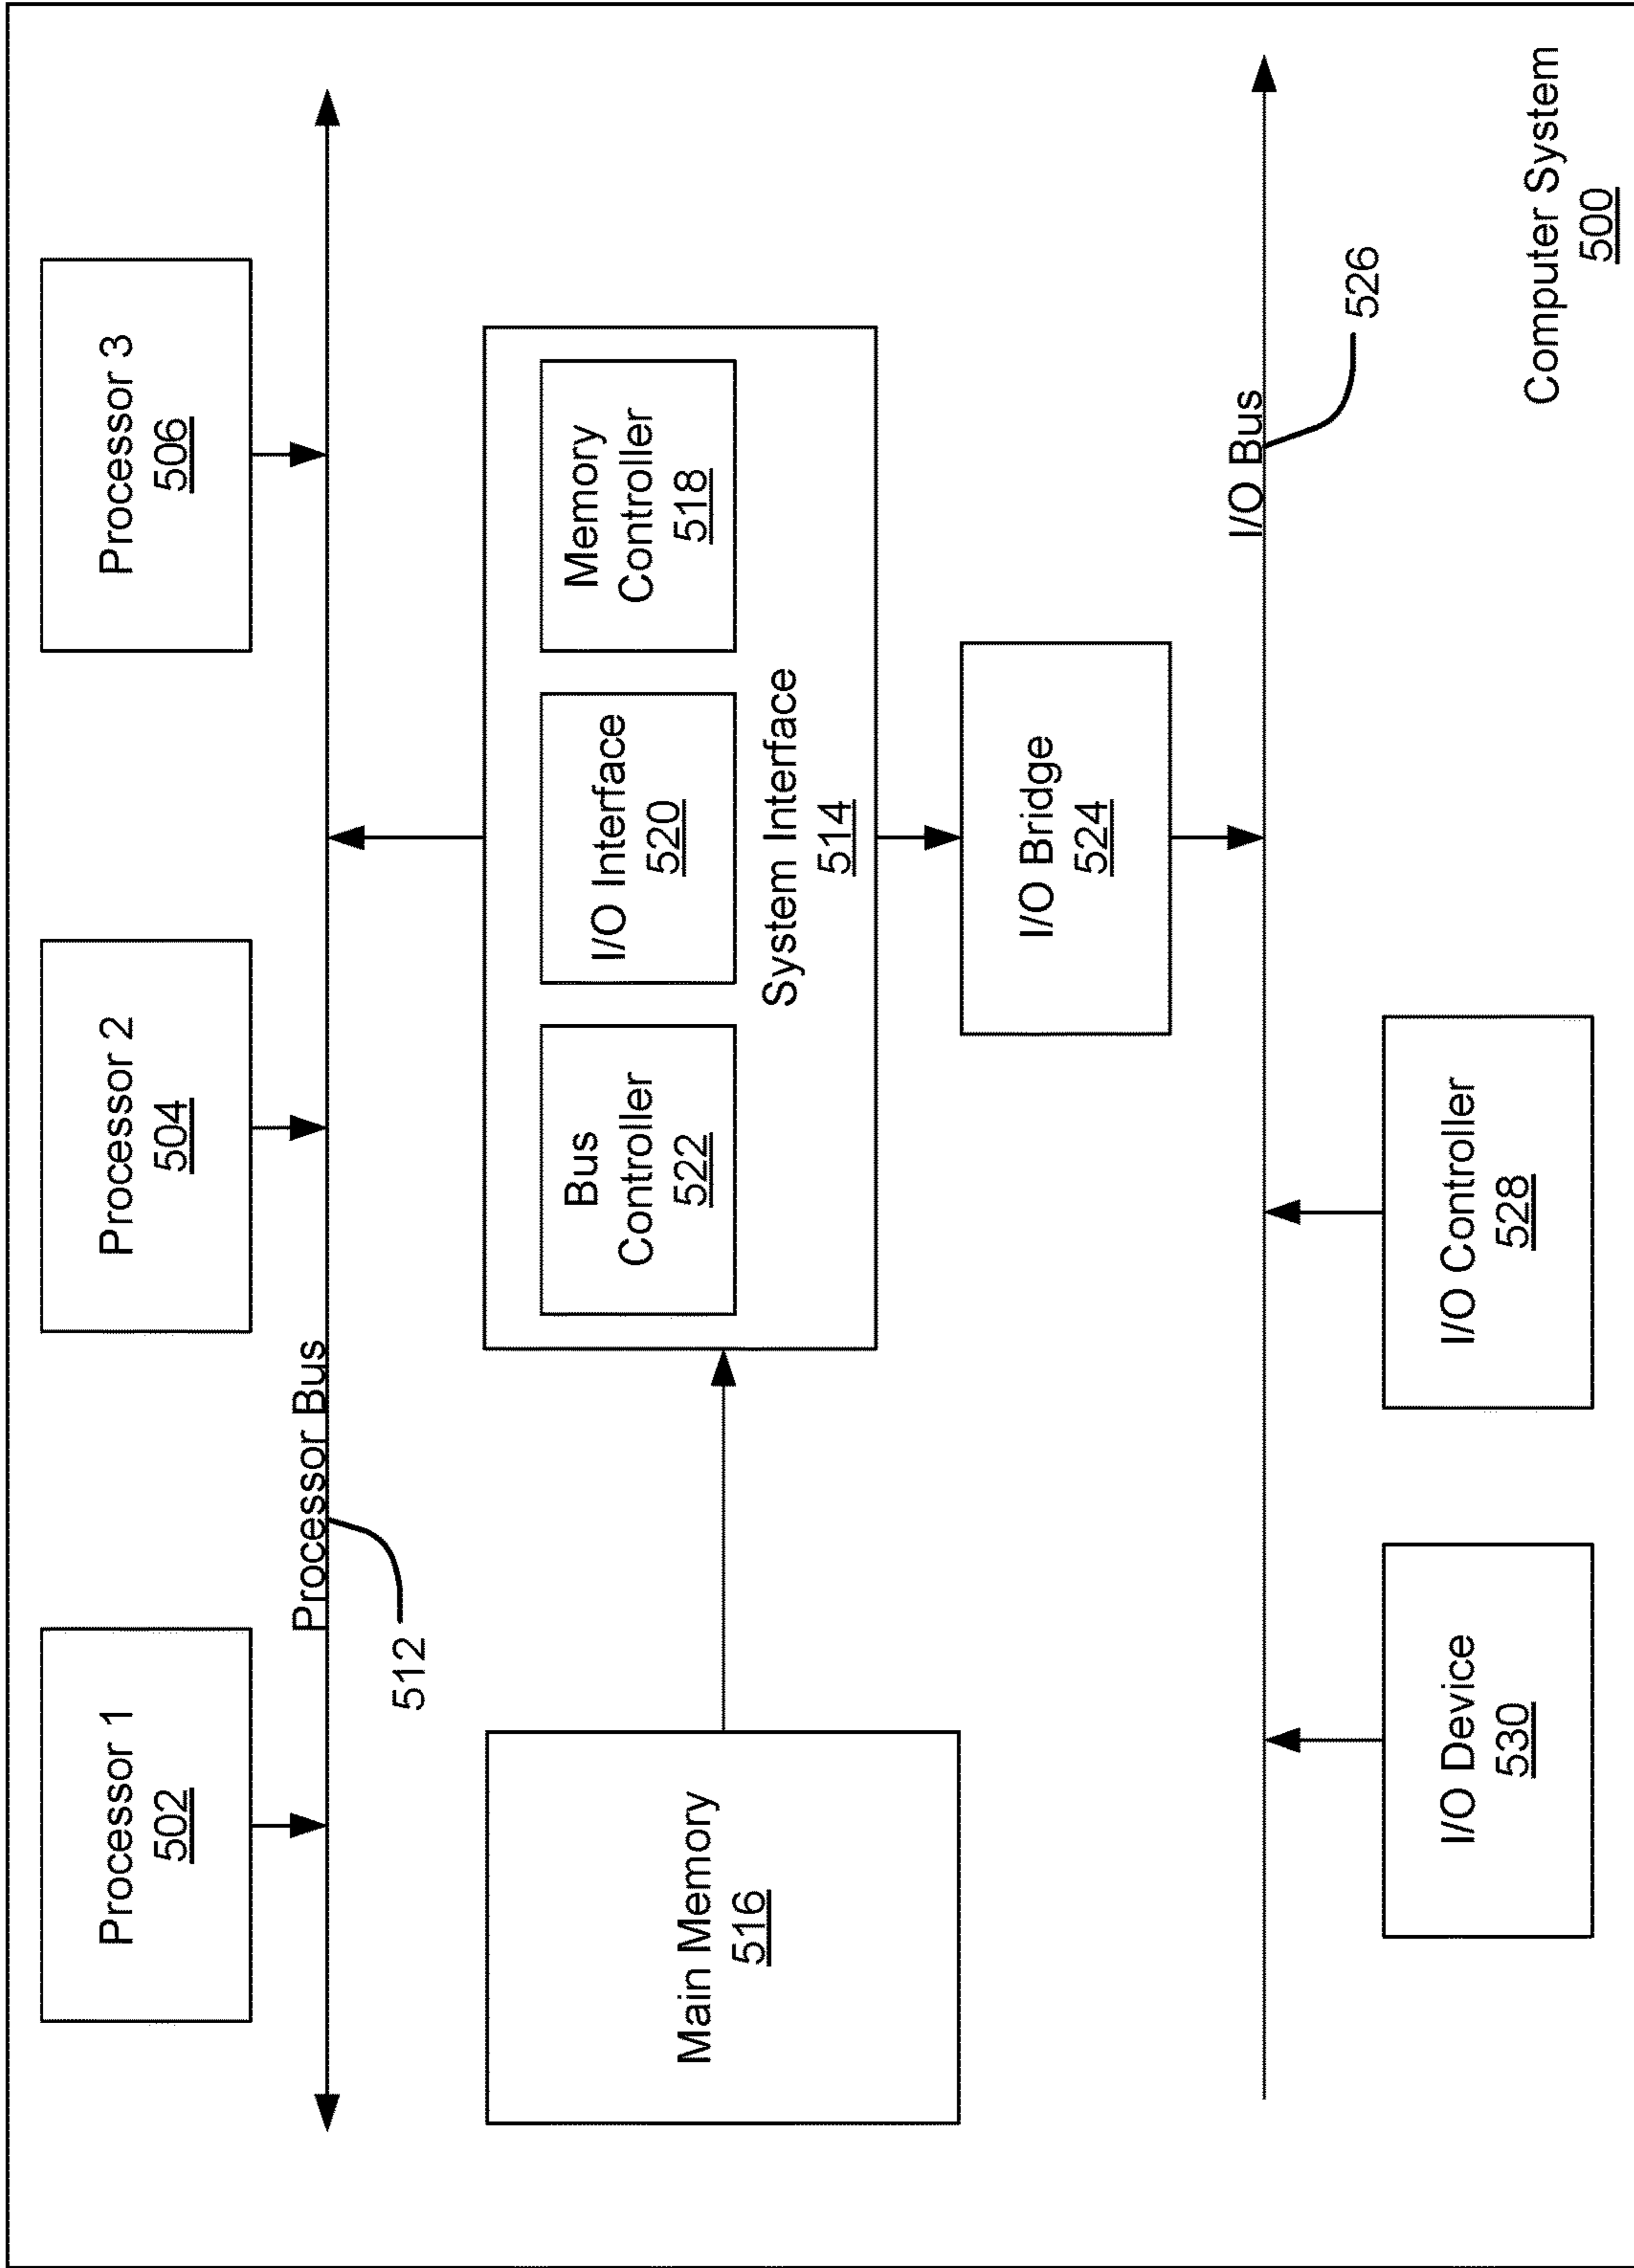 Processor 1
502
Processor 2
504
Processor 3
506
Processor Bus
512
Main Memory
516
Bus
Controller
522
I/O Interface
520
Memory
Controller
518
System Interface
514
I/O Bridge
524
I/O Bus
526
I/O Device
530
I/O Controller
528
Computer System
500